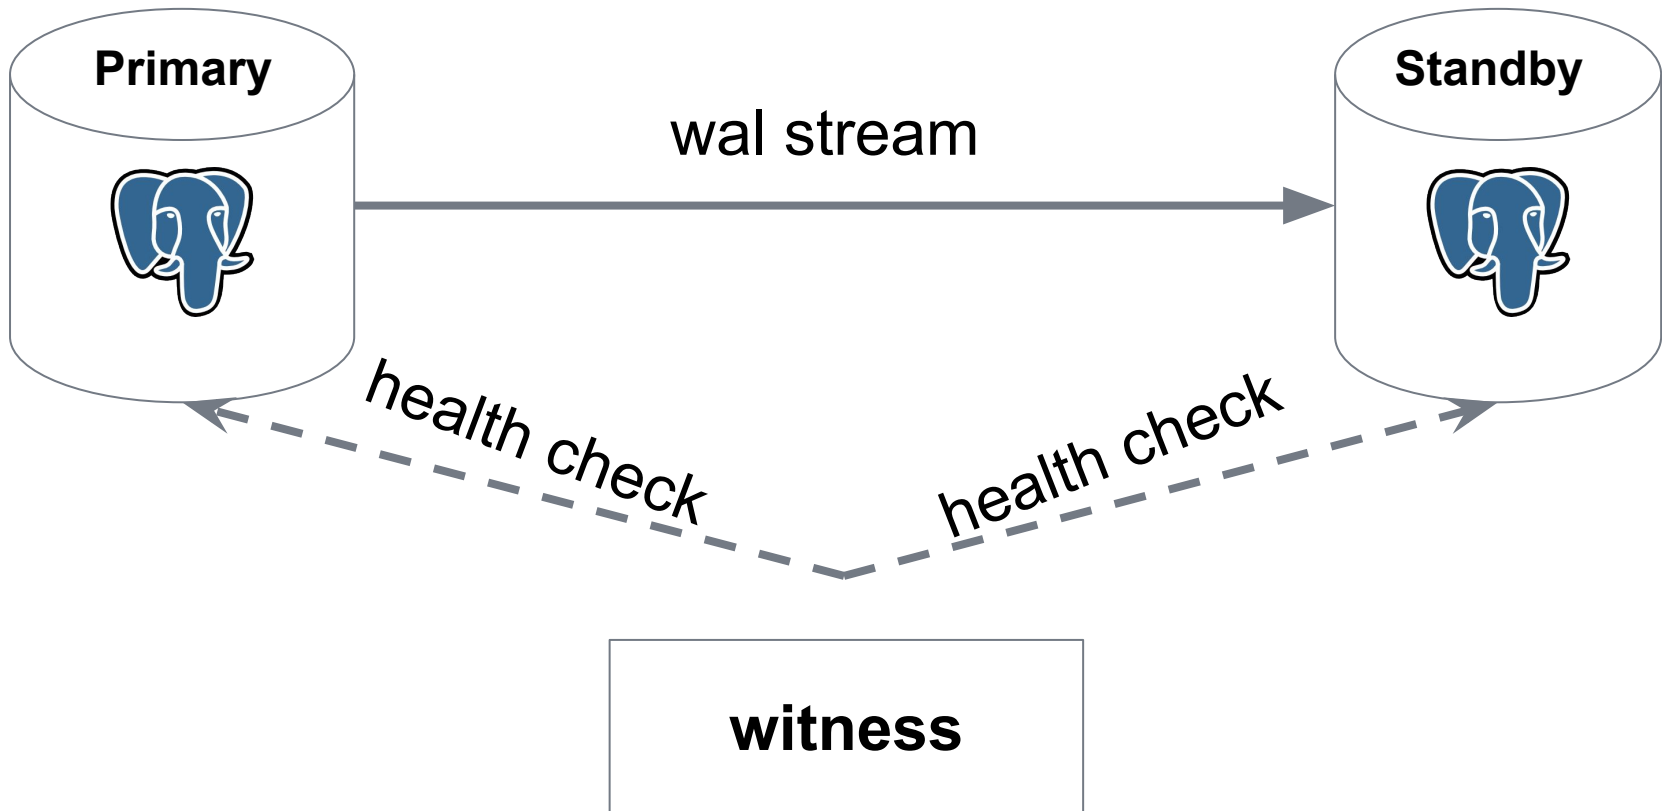 Primary
Standby
wal stream
health check
health check
witness